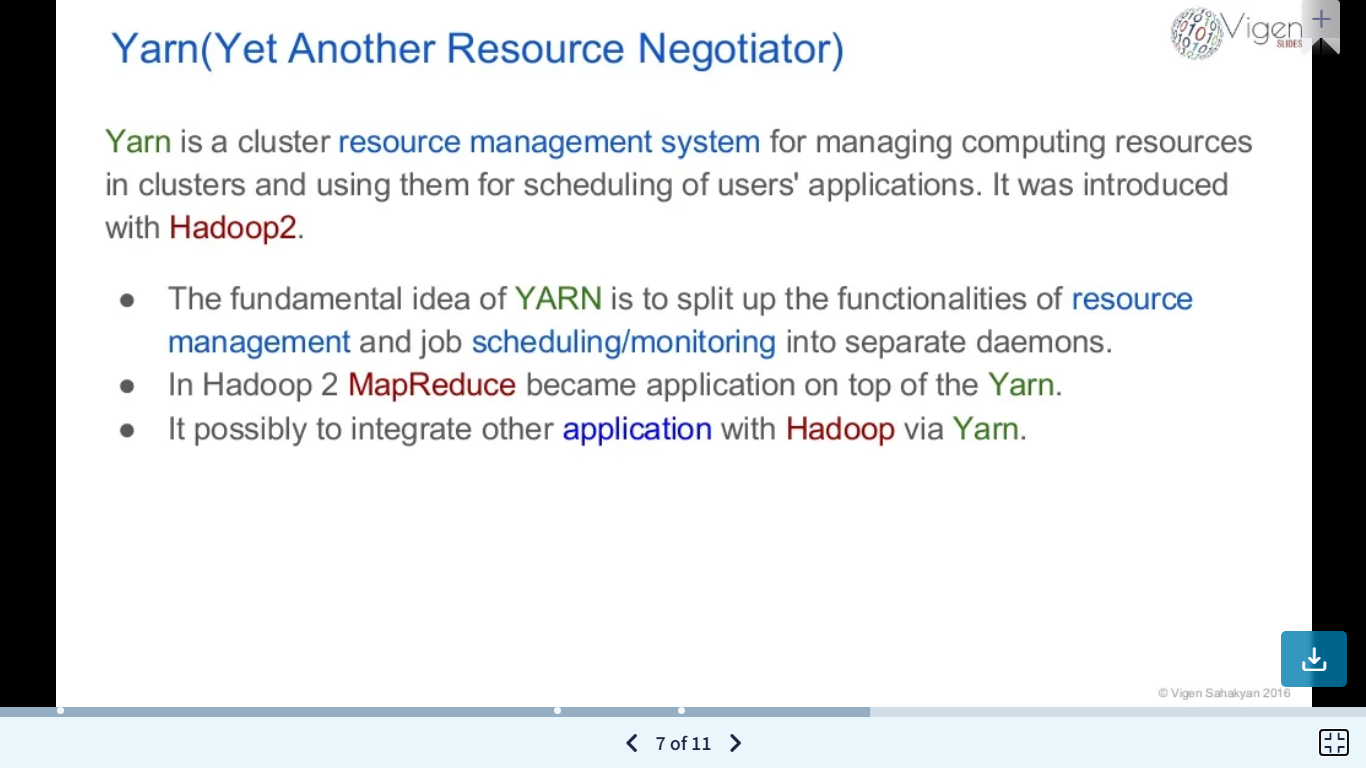 Yarn(Yet Another Resource Negotiator)
Vigen
SLIDES
Yarn is a cluster resource management system for managing computing resources
in clusters and using them for scheduling of users' applications. It was introduced
with Hadoop2.
● The fundamental idea of YARN is to split up the functionalities of resource
management and job scheduling/monitoring into separate daemons.
● In Hadoop 2 MapReduce became application on top of the Yarn.
● It possibly to integrate other application with Hadoop via Yarn.
© Vigen Sahakyan 2016
7 of 11